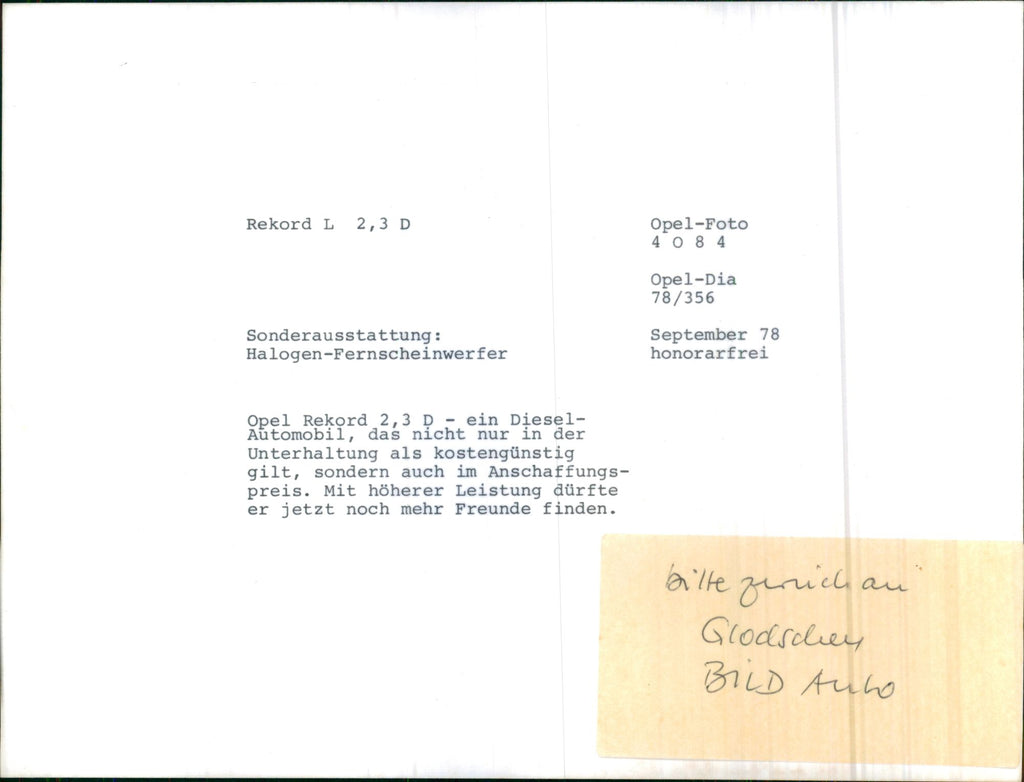 Rekord L 2,3 D
Opel-Foto
4 O 8 4
Opel-Dia
78/356
Sonderausstattung:
Halogen-Fernscheinwerfer
September 78
honorarfrei
Opel Rekord 2,3 D - ein Diesel-
Automobil, das nicht nur in der
Unterhaltung als kostengünstig
gilt, sondern auch im Anschaffungs-
preis. Mit höherer Leistung dürfte
er jetzt noch mehr Freunde finden.
bitte zurück an
BILD Auto